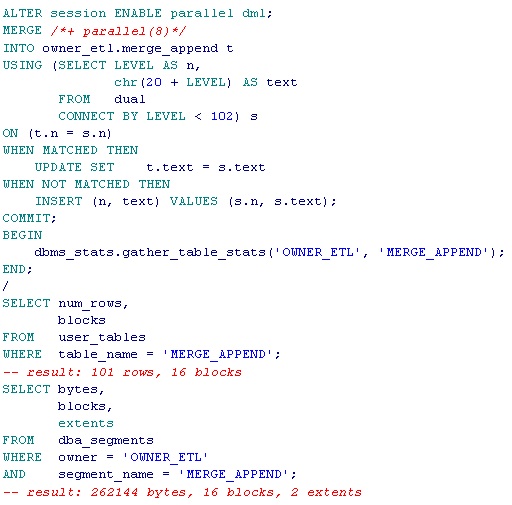 ALTER session ENABLE parallel dml;
MERGE /*+ parallel(8)*/
INTO owner_etl.merge_append t
USING (SELECT LEVEL AS n,
              chr(20 + LEVEL) AS text
       FROM   dual
       CONNECT BY LEVEL < 102) s
ON (t.n = s.n)
WHEN MATCHED THEN
    UPDATE SET    t.text = s.text
WHEN NOT MATCHED THEN
    INSERT (n, text) VALUES (s.n, s.text);
COMMIT;
BEGIN
    dbms_stats.gather_table_stats('OWNER_ETL', 'MERGE_APPEND');
END;
/
SELECT num_rows,
       blocks
FROM   user_tables
WHERE  table_name = 'MERGE_APPEND';
-- result: 101 rows, 16 blocks
SELECT bytes,
       blocks,
       extents
FROM   dba_segments
WHERE  owner = 'OWNER_ETL'
AND    segment_name = 'MERGE_APPEND';
-- result: 262144 bytes, 16 blocks, 2 extents